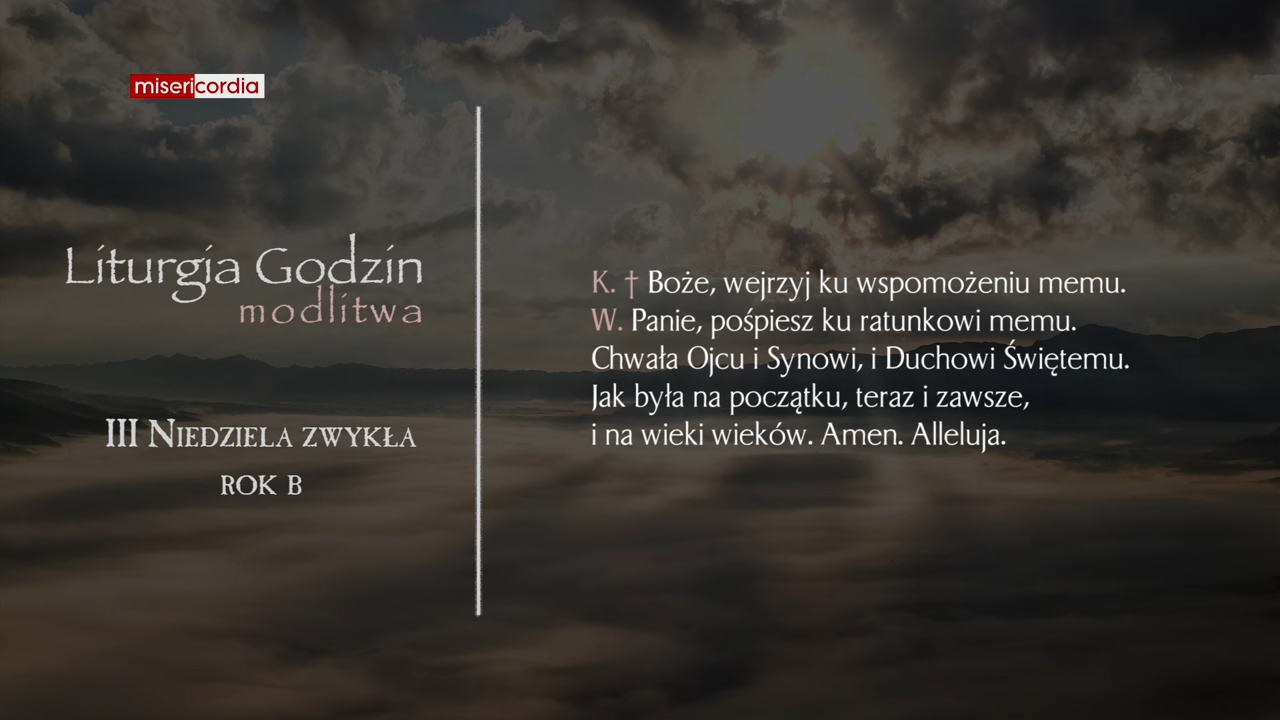 misericordia
Liturgia Godzin
modlitwa
III Niedziela zwykła
rok B
K. † Boże, wejrzyj ku wspomożeniu memu.
W. Panie, pośpiesz ku ratunkowi memu.
Chwała Ojcu i Synowi, i Duchowi Świętemu.
Jak była na początku, teraz i zawsze,
i na wieki wieków. Amen. Alleluja.